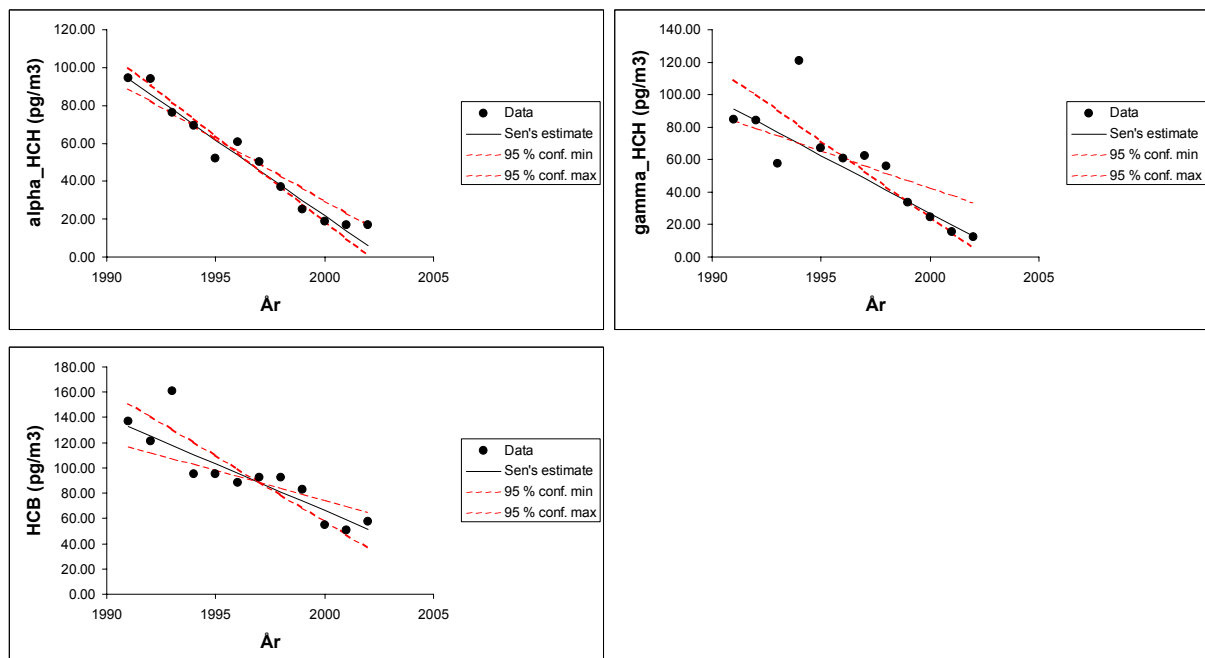 120.00
100.00
80.00
60.00
40.00
20.00
0.00
1990
1995
2000
2005
alpha_HCH (pg/m3)
År
Data
Sen's estimate
95 % conf. min
95 % conf. max
140.00
120.00
100.00
80.00
60.00
40.00
20.00
0.00
1990
1995
2000
2005
gamma_HCH (pg/m3)
År
Data
Sen's estimate
95 % conf. min
95 % conf. max
180.00
160.00
140.00
120.00
100.00
80.00
60.00
40.00
20.00
0.00
1990
1995
2000
2005
HCB (pg/m3)
År
Data
Sen's estimate
95 % conf. min
95 % conf. max